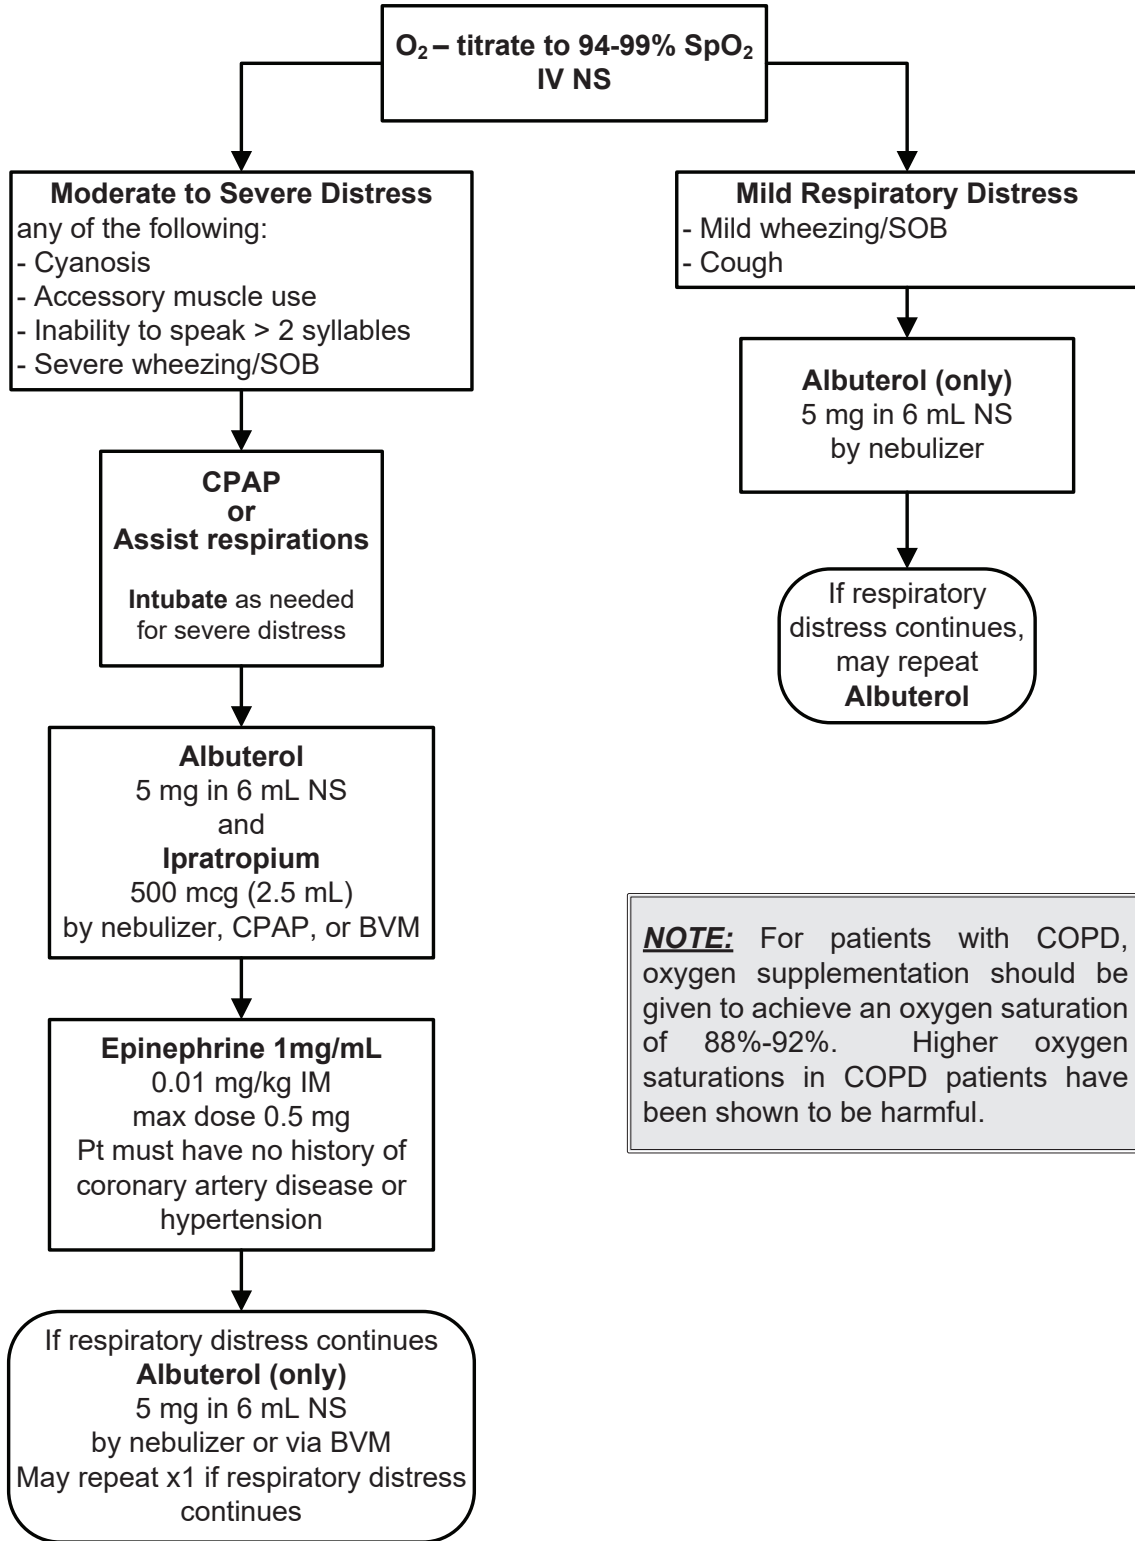 O₂ – titrate to 94-99% SpO₂
IV NS
Moderate to Severe Distress
any of the following:
- Cyanosis
- Accessory muscle use
- Inability to speak > 2 syllables
- Severe wheezing/SOB
CPAP
or
Assist respirations
Intubate as needed
for severe distress
Albuterol
5 mg in 6 mL NS
and
Ipratropium
500 mcg (2.5 mL)
by nebulizer, CPAP, or BVM
Epinephrine 1mg/mL
0.01 mg/kg IM
max dose 0.5 mg
Pt must have no history of
coronary artery disease or
hypertension
If respiratory distress continues
Albuterol (only)
5 mg in 6 mL NS
by nebulizer or via BVM
May repeat x1 if respiratory distress
continues
Mild Respiratory Distress
- Mild wheezing/SOB
- Cough
Albuterol (only)
5 mg in 6 mL NS
by nebulizer
If respiratory
distress continues,
may repeat
Albuterol
NOTE: For patients with COPD,
oxygen supplementation should be
given to achieve an oxygen saturation
of 88%-92%. Higher oxygen
saturations in COPD patients have
been shown to be harmful.